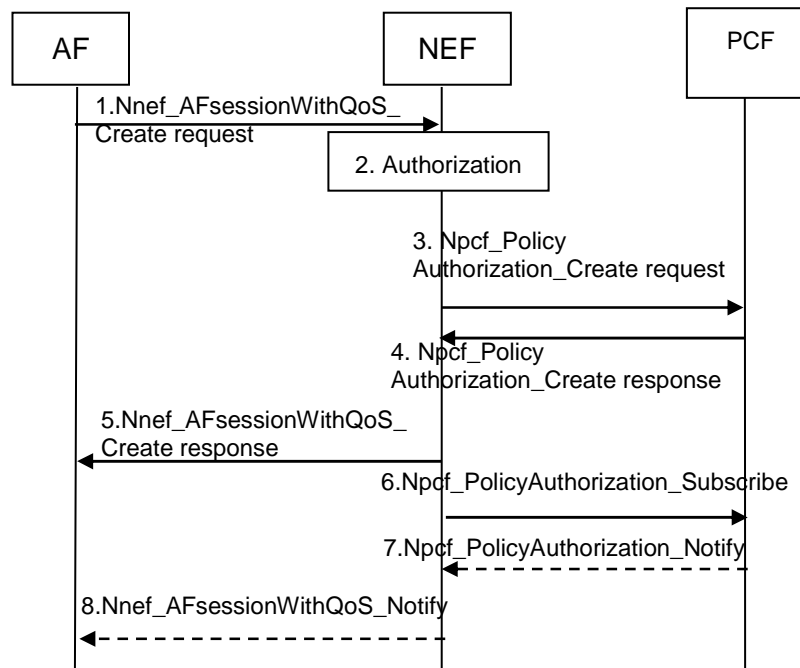 AF
NEF
PCF
1.Nnef_AFsessionWithQoS_
Create request
2. Authorization
3. Npcf_Policy
Authorization_Create request
4. Npcf_Policy
Authorization_Create response
5.Nnef_AFsessionWithQoS_
Create response
6.Npcf_PolicyAuthorization_Subscribe
7.Npcf_PolicyAuthorization_Notify
8.Nnef_AFsessionWithQoS_Notify